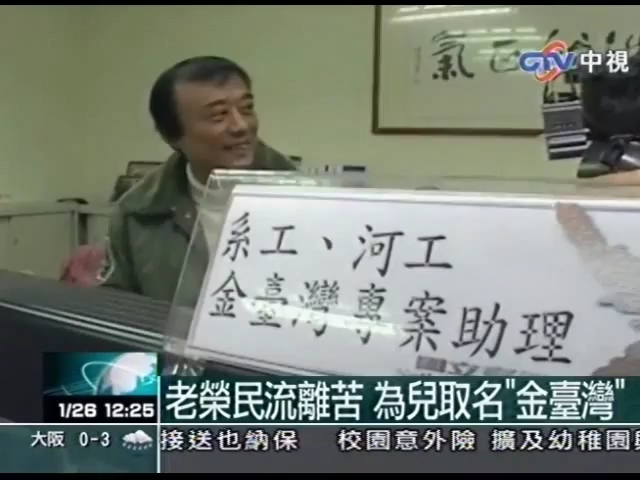 CTV中視
正氣
系工、河工
金臺灣專案助理
1/26 12:25
老榮民流離苦 為兒取名"金臺灣"
大阪 0-3 接送也納保 校園意外險 擴及幼稚園